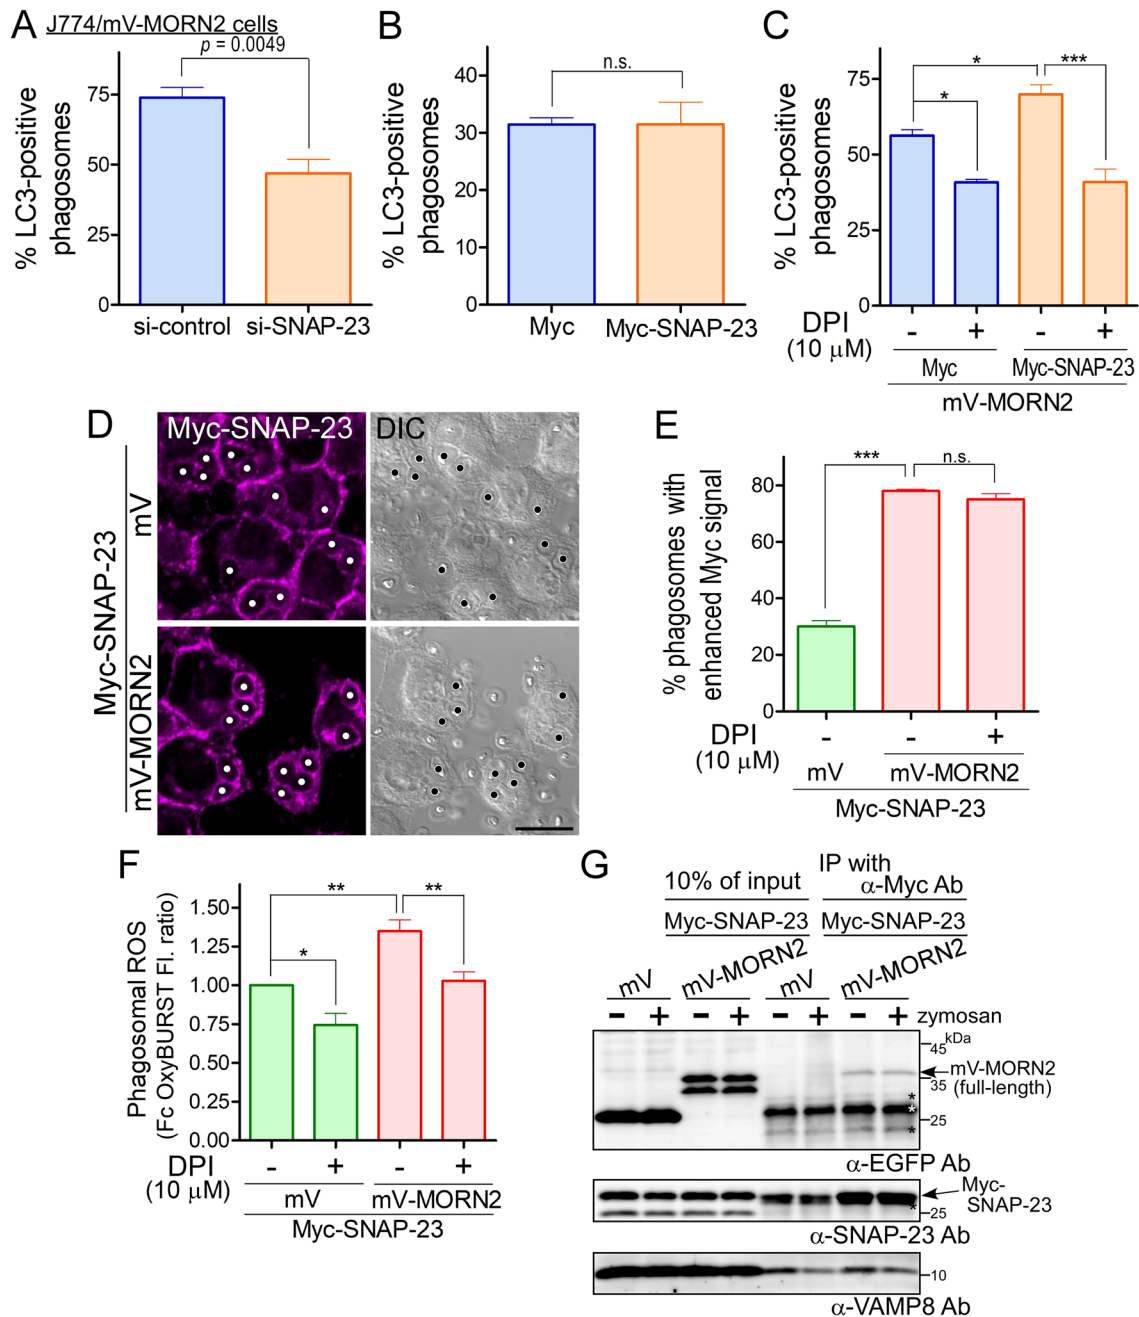 A
J774/mV-MORN2 cells
p = 0.0049
% LC3-positive
phagosomes
75
50
25
0
si-control
si-SNAP-23
B
n.s.
% LC3-positive
phagosomes
40
30
20
10
0
Myc
Myc-SNAP-23
C
*
***
*
% LC3-positive
phagosomes
75
50
25
0
DPI
(10 µM)
-
+
-
+
Myc
Myc-SNAP-23
mV-MORN2
D
Myc-SNAP-23
DIC
Myc-SNAP-23
mV
mV-MORN2
E
***
n.s.
% phagosomes with
enhanced Myc signal
80
60
40
20
0
DPI
(10 µM)
-
-
+
mV
mV-MORN2
Myc-SNAP-23
F
**
**
*
Phagosomal ROS
(Fc OxyBURST Fl. ratio)
1.50
1.25
1.00
0.75
0.50
0.25
0.00
DPI
(10 µM)
-
+
-
+
mV
mV-MORN2
Myc-SNAP-23
G
10% of input
IP with
α-Myc Ab
Myc-SNAP-23
Myc-SNAP-23
mV
mV-MORN2
mV
mV-MORN2
- + - + - + - + zymosan
kDa
45
mV-MORN2
(full-length)
35
*
*
25
*
α-EGFP Ab
Myc-
SNAP-23
*
25
α-SNAP-23 Ab
10
α-VAMP8 Ab